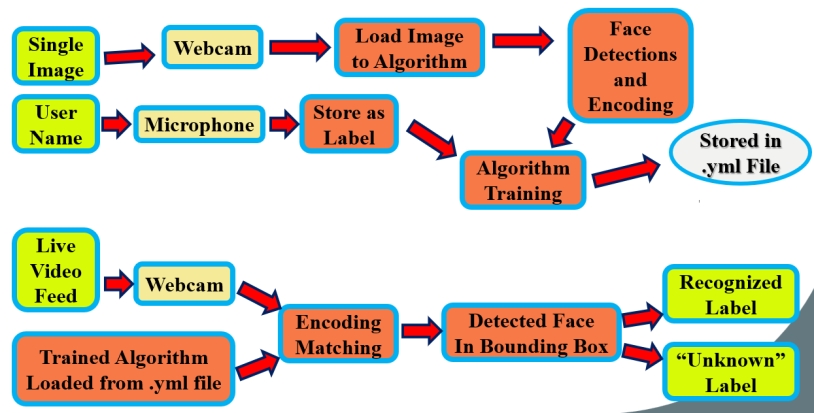 Single
Image
Webcam
Load Image
to Algorithm
Face
Detections
and
Encoding
User
Name
Microphone
Store as
Label
Algorithm
Training
Stored in
.yml File
Live
Video
Feed
Webcam
Trained Algorithm
Loaded from .yml file
Encoding
Matching
Detected Face
In Bounding Box
Recognized
Label
“Unknown”
Label